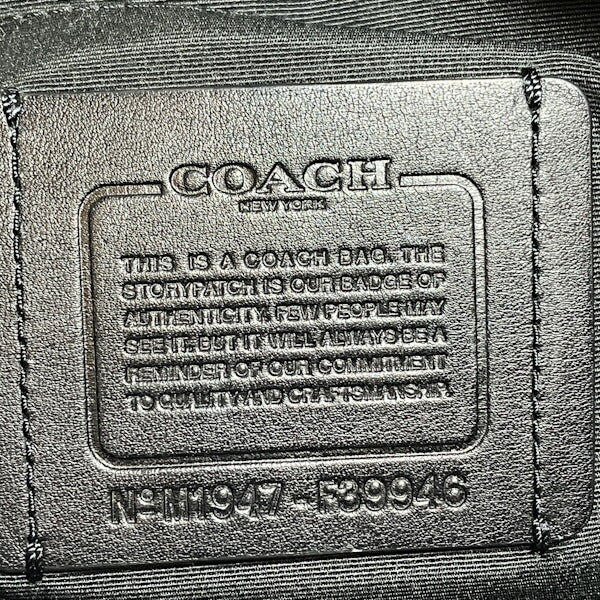 COACH
NEW YORK
THIS IS A COACH BAG. THE
STORYPATCH IS OUR BADGE OF
AUTHENTICITY. FEW PEOPLE MAY
SEE IT. BUT IT WILL ALWAYS BE A
REMINDER OF OUR COMMITMENT
TO QUALITY AND CRAFTSMANSHIP.
Nº M1947-F39946